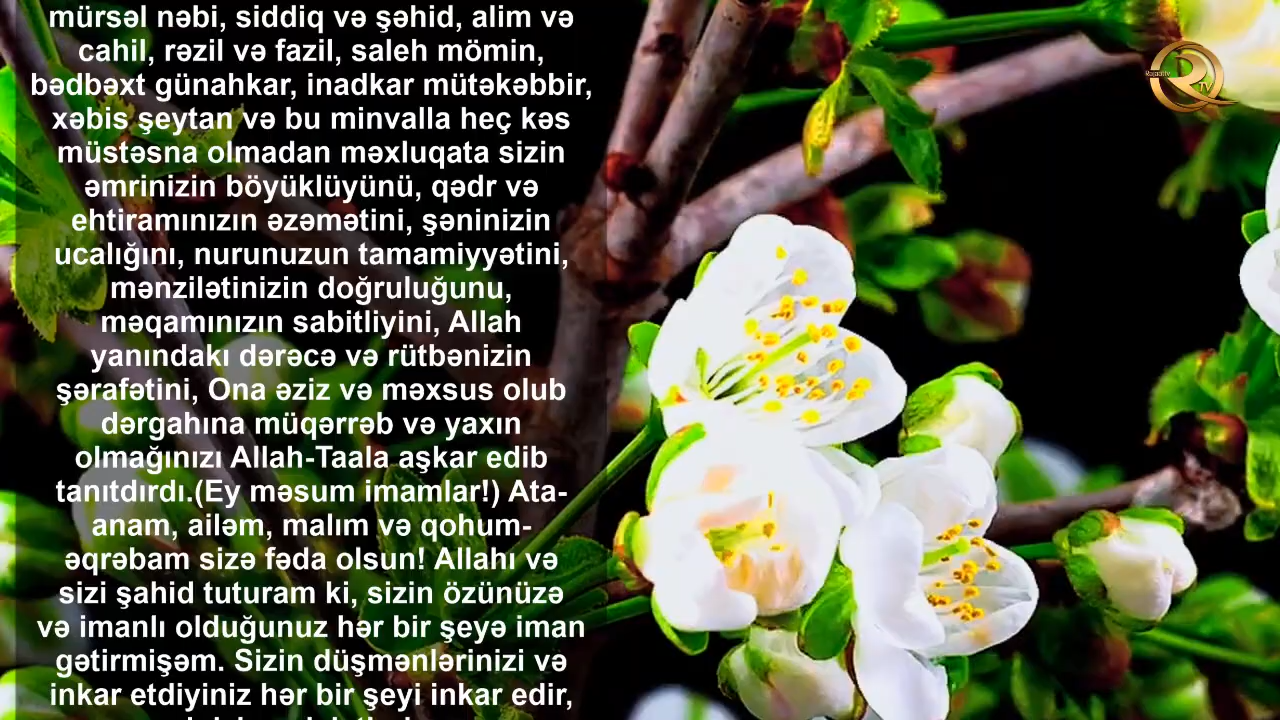 mürsəl nəbi, siddiq və şəhid, alim və
cahil, rəzil və fazil, saleh mömin,
bədbəxt günahkar, inadkar mütəkəbbir,
xəbis şeytan və bu minvalla heç kəs
müstəsna olmadan məxluqata sizin
əmrinizin böyüklüyünü, qədr və
ehtiramınızın əzəmətini, şəninizin
ucalığını, nurunuzun tamamiyyətini,
mənzilətinizin doğruluğunu,
məqamınızın sabitliyini, Allah
yanındakı dərəcə və rütbənizin
şərafətini, Ona əziz və məxsus olub
dərgahına müqərrəb və yaxın
olmağınızı Allah-Taala aşkar edib
tanıtdırdı.(Ey məsum imamlar!) Ata-
anam, ailəm, malım və qohum-
əqrəbam sizə fəda olsun! Allahı və
sizi şahid tuturam ki, sizin özünüzə
və imanlı olduğunuz hər bir şeyə iman
gətirmişəm. Sizin düşmənlərinizi və
inkar etdiyiniz hər bir şeyi inkar edir,
TV